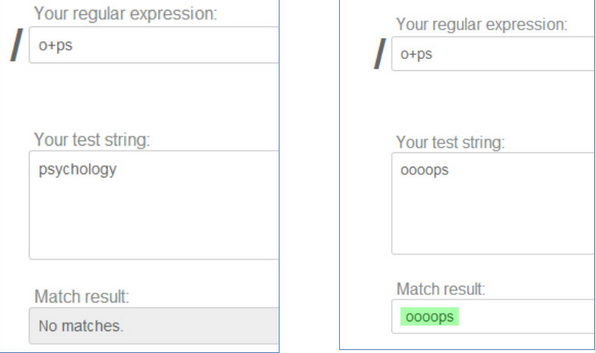 Your regular expression:
/ o+ps
Your test string:
psychology
Match result:
No matches.
Your regular expression:
/ o+ps
Your test string:
oooops
Match result:
oooops